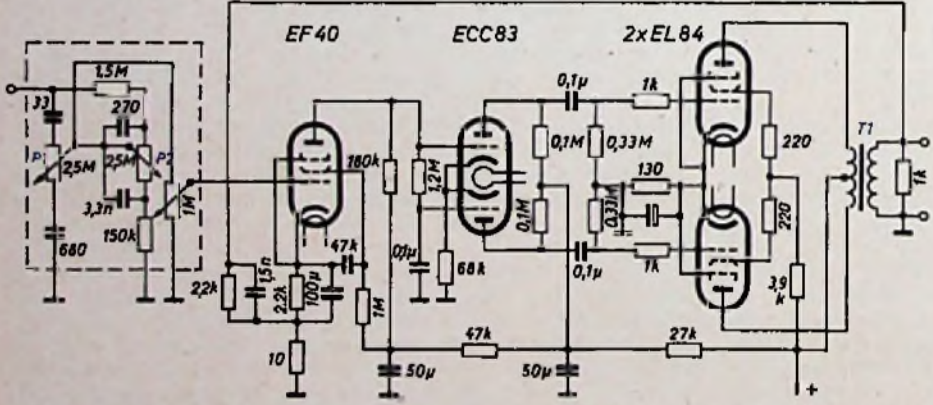 EF40
ECC83
2xEL84
1,5M
33
270
P1
2,5M
2,5M
P2
3,3n
1M
680
150k
2,2k
1,5n
2,2k
100µ
10
47k
1M
180k
1,2M
0,1µ
68k
50µ
47k
0,1µ
0,1M
0,33M
0,1M
0,33M
0,1µ
50µ
1k
130
1k
27k
220
220
3,9
k
T1
1k
+